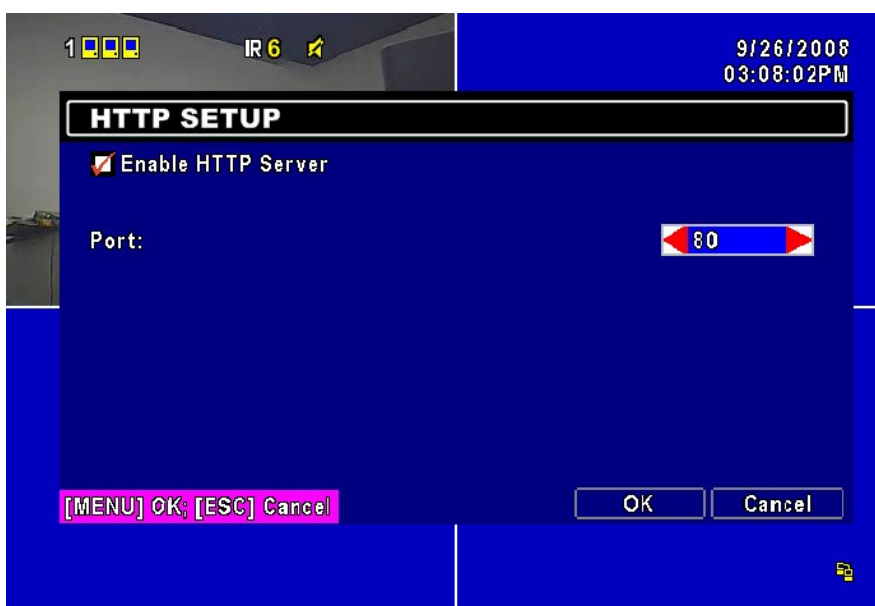 1 IR 6 9/26/2008
03:08:02PM
HTTP SETUP
Enable HTTP Server
Port: 80
[MENU] OK; [ESC] Cancel OK Cancel